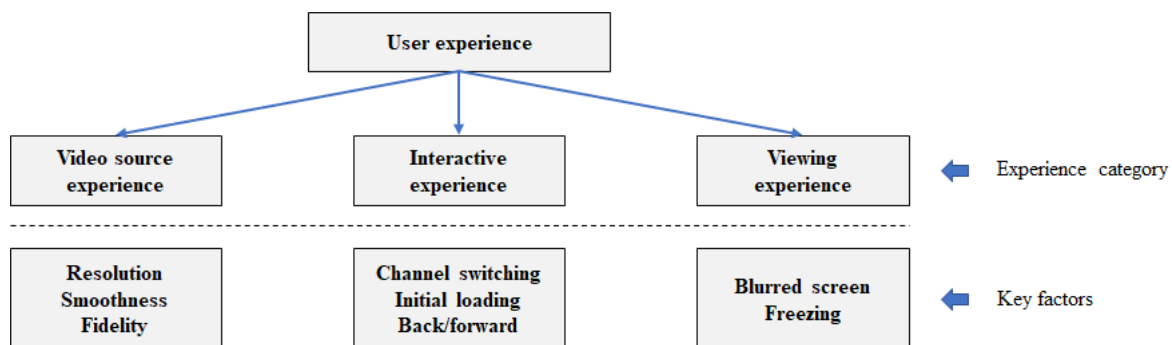 User experience
Video source
experience
Interactive
experience
Viewing
experience
Experience category
Resolution
Smoothness
Fidelity
Channel switching
Initial loading
Back/forward
Blurred screen
Freezing
Key factors